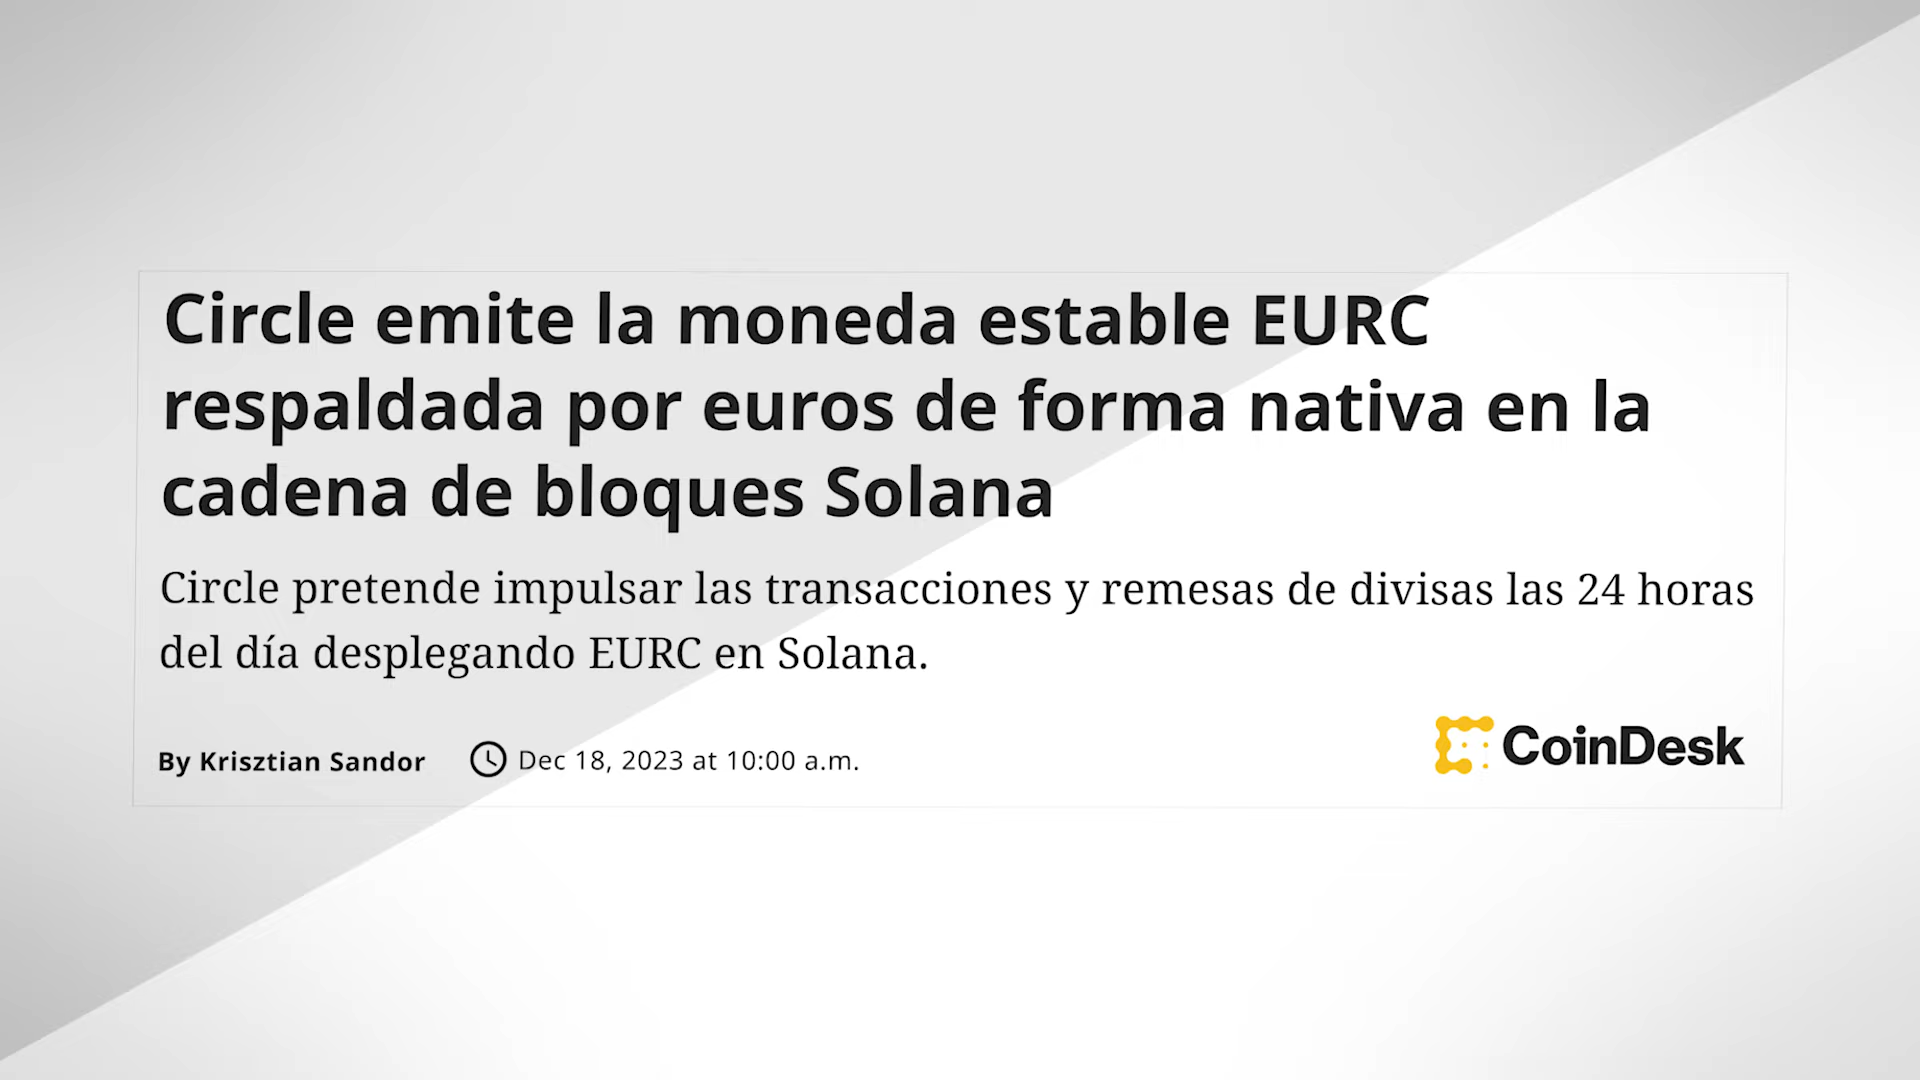 Circle emite la moneda estable EURC
respaldada por euros de forma nativa en la
cadena de bloques Solana
Circle pretende impulsar las transacciones y remesas de divisas las 24 horas
del día desplegando EURC en Solana.
By Krisztian Sandor Dec 18, 2023 at 10:00 a.m.
CoinDesk